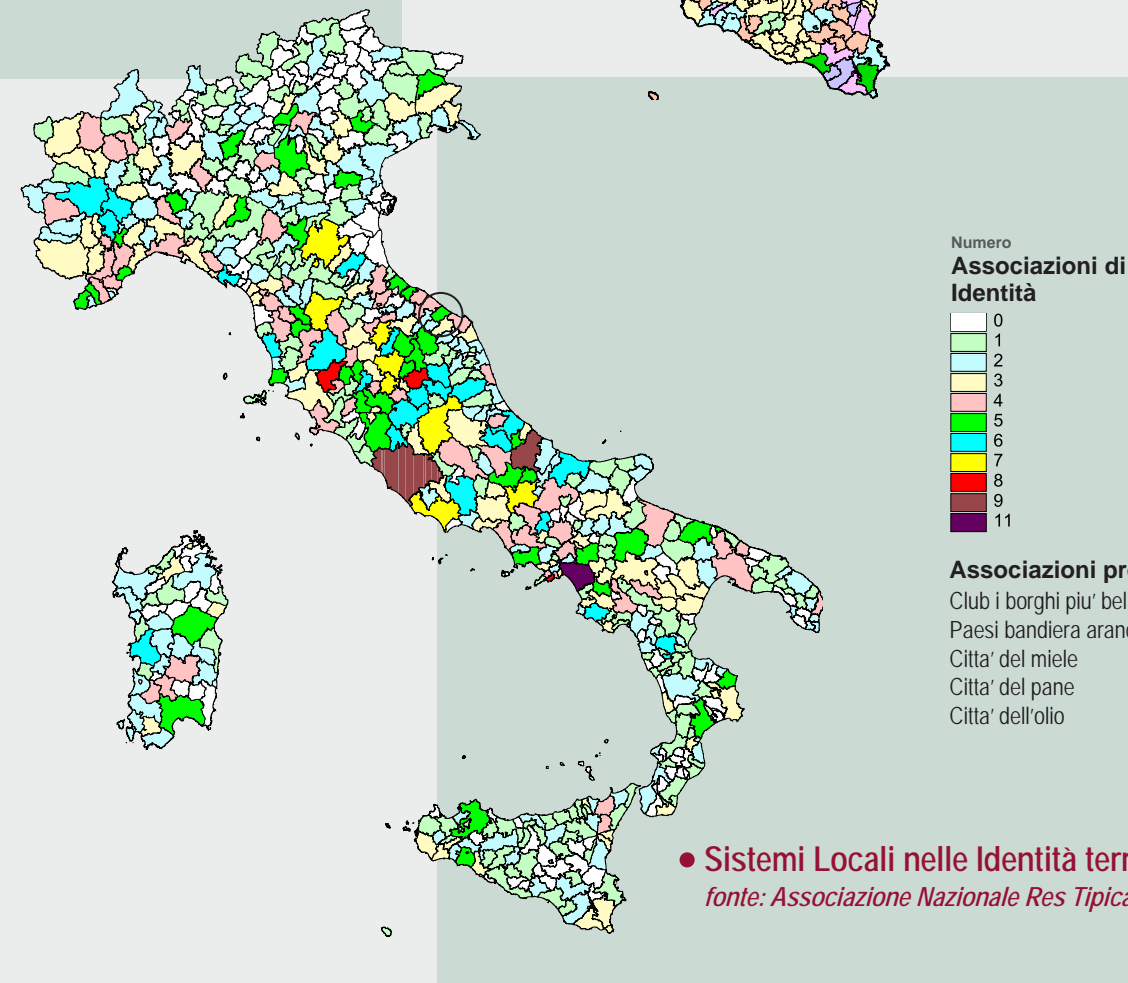 Numero
Associazioni di
Identità
0
1
2
3
4
5
6
7
8
9
11
Associazioni pr
Club i borghi piu' bel
Paesi bandiera aran
Citta' del miele
Citta' del pane
Citta' dell'olio
• Sistemi Locali nelle Identità terr
fonte: Associazione Nazionale Res Tipica